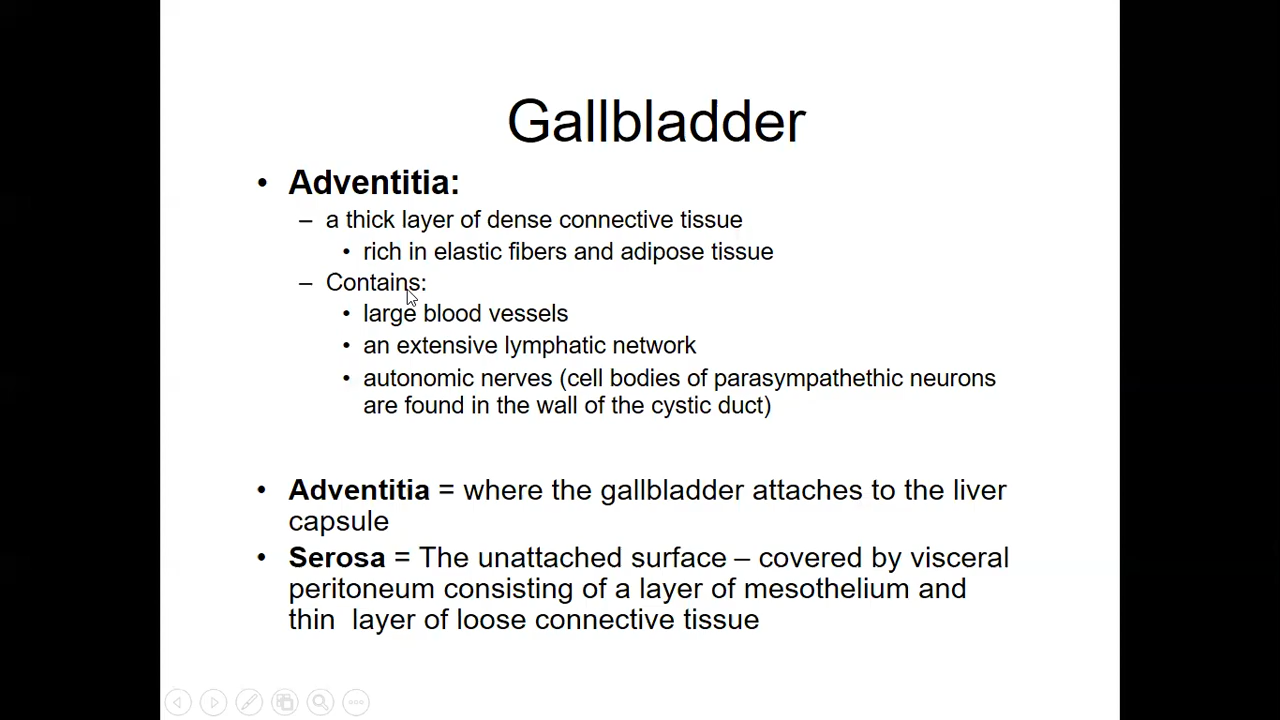 Gallbladder
• Adventitia:
– a thick layer of dense connective tissue
• rich in elastic fibers and adipose tissue
– Contains:
• large blood vessels
• an extensive lymphatic network
• autonomic nerves (cell bodies of parasympathethic neurons
are found in the wall of the cystic duct)
• Adventitia = where the gallbladder attaches to the liver
capsule
• Serosa = The unattached surface – covered by visceral
peritoneum consisting of a layer of mesothelium and
thin  layer of loose connective tissue